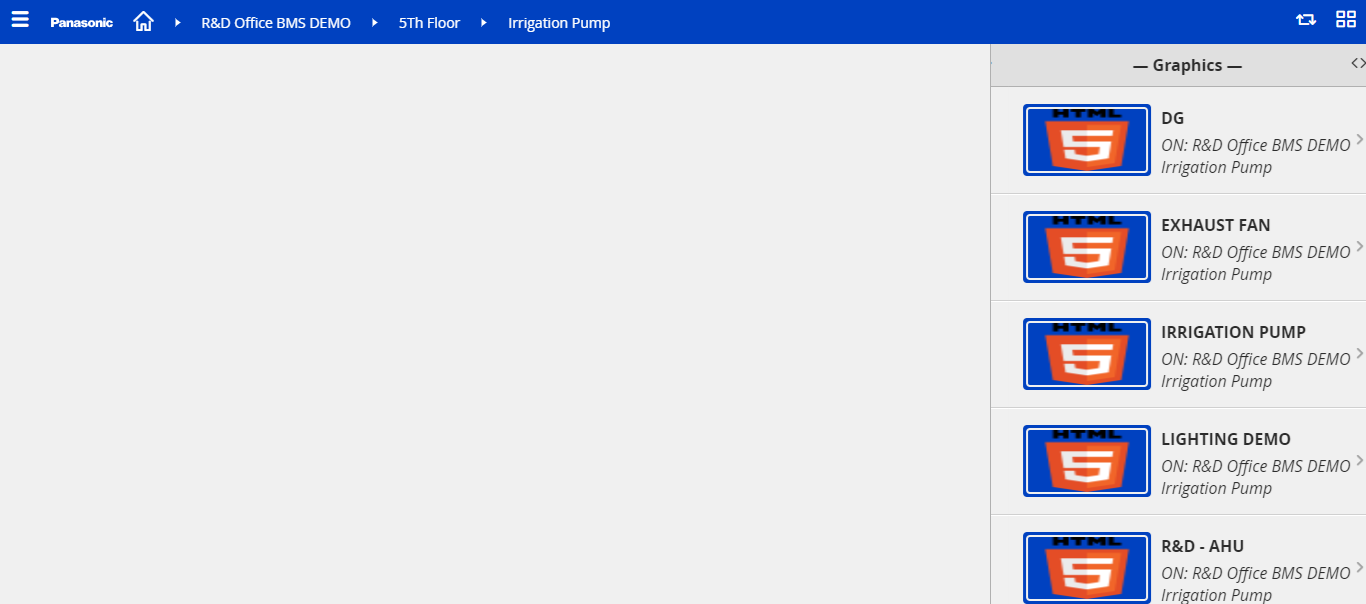 Panasonic R&D Office BMS DEMO 5Th Floor Irrigation Pump
— Graphics —
HTML
5
DG
ON: R&D Office BMS DEMO
Irrigation Pump
HTML
5
EXHAUST FAN
ON: R&D Office BMS DEMO
Irrigation Pump
HTML
5
IRRIGATION PUMP
ON: R&D Office BMS DEMO
Irrigation Pump
HTML
5
LIGHTING DEMO
ON: R&D Office BMS DEMO
Irrigation Pump
HTML
5
R&D - AHU
ON: R&D Office BMS DEMO
Irrigation Pump